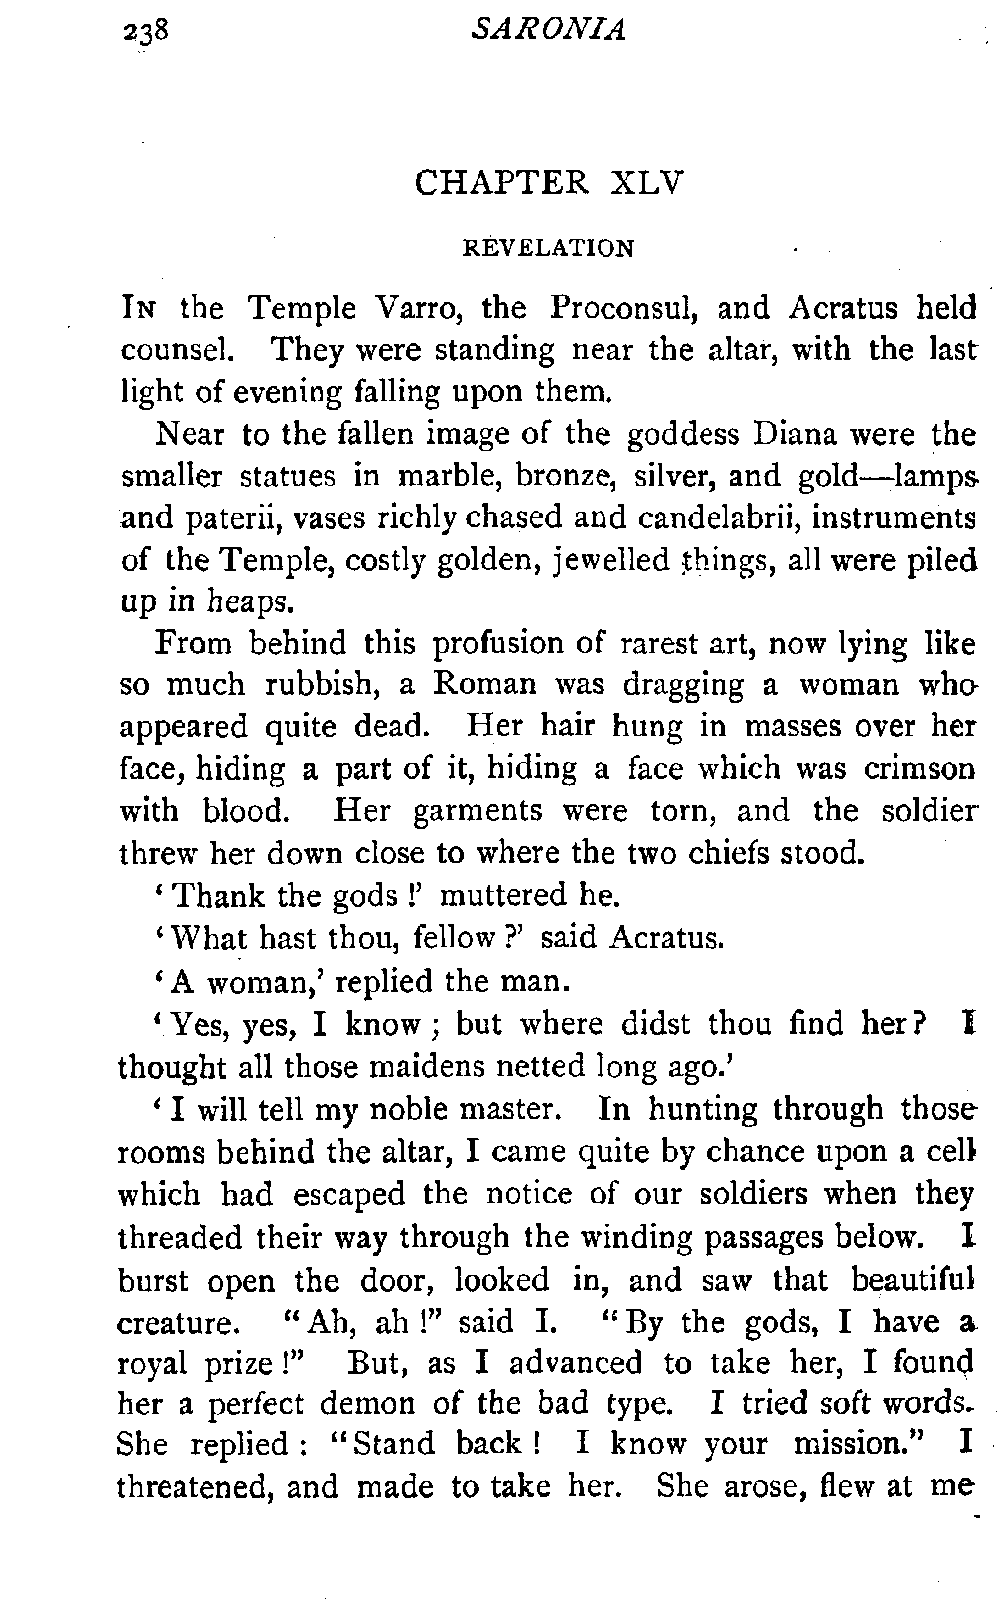 238 SARONIA
CHAPTER XLV
REVELATION
IN the Temple Varro, the Proconsul, and Acratus held
counsel. They were standing near the altar, with the last
light of evening falling upon them.
Near to the fallen image of the goddess Diana were the
smaller statues in marble, bronze, silver, and gold—lamps
and paterii, vases richly chased and candelabrii, instruments
of the Temple, costly golden, jewelled things, all were piled
up in heaps.
From behind this profusion of rarest art, now lying like
so much rubbish, a Roman was dragging a woman who
appeared quite dead. Her hair hung in masses over her
face, hiding a part of it, hiding a face which was crimson
with blood. Her garments were torn, and the soldier
threw her down close to where the two chiefs stood.
‘Thank the gods!’ muttered he.
‘What hast thou, fellow?’ said Acratus.
‘A woman,’ replied the man.
‘Yes, yes, I know; but where didst thou find her? I
thought all those maidens netted long ago.’
‘I will tell my noble master. In hunting through those
rooms behind the altar, I came quite by chance upon a cell
which had escaped the notice of our soldiers when they
threaded their way through the winding passages below. I
burst open the door, looked in, and saw that beautiful
creature. “Ah, ah!” said I. “By the gods, I have a
royal prize!” But, as I advanced to take her, I found
her a perfect demon of the bad type. I tried soft words.
She replied: “Stand back! I know your mission.” I
threatened, and made to take her. She arose, flew at me